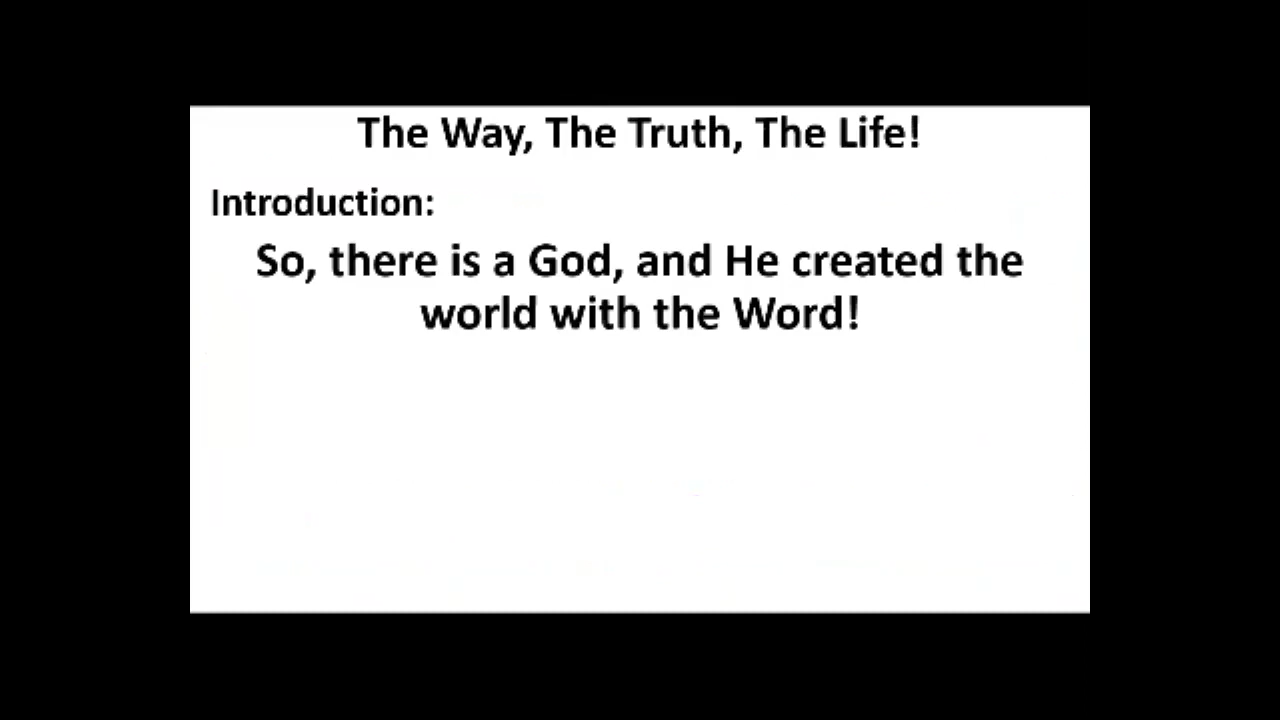 The Way, The Truth, The Life!
Introduction:
So, there is a God, and He created the
world with the Word!